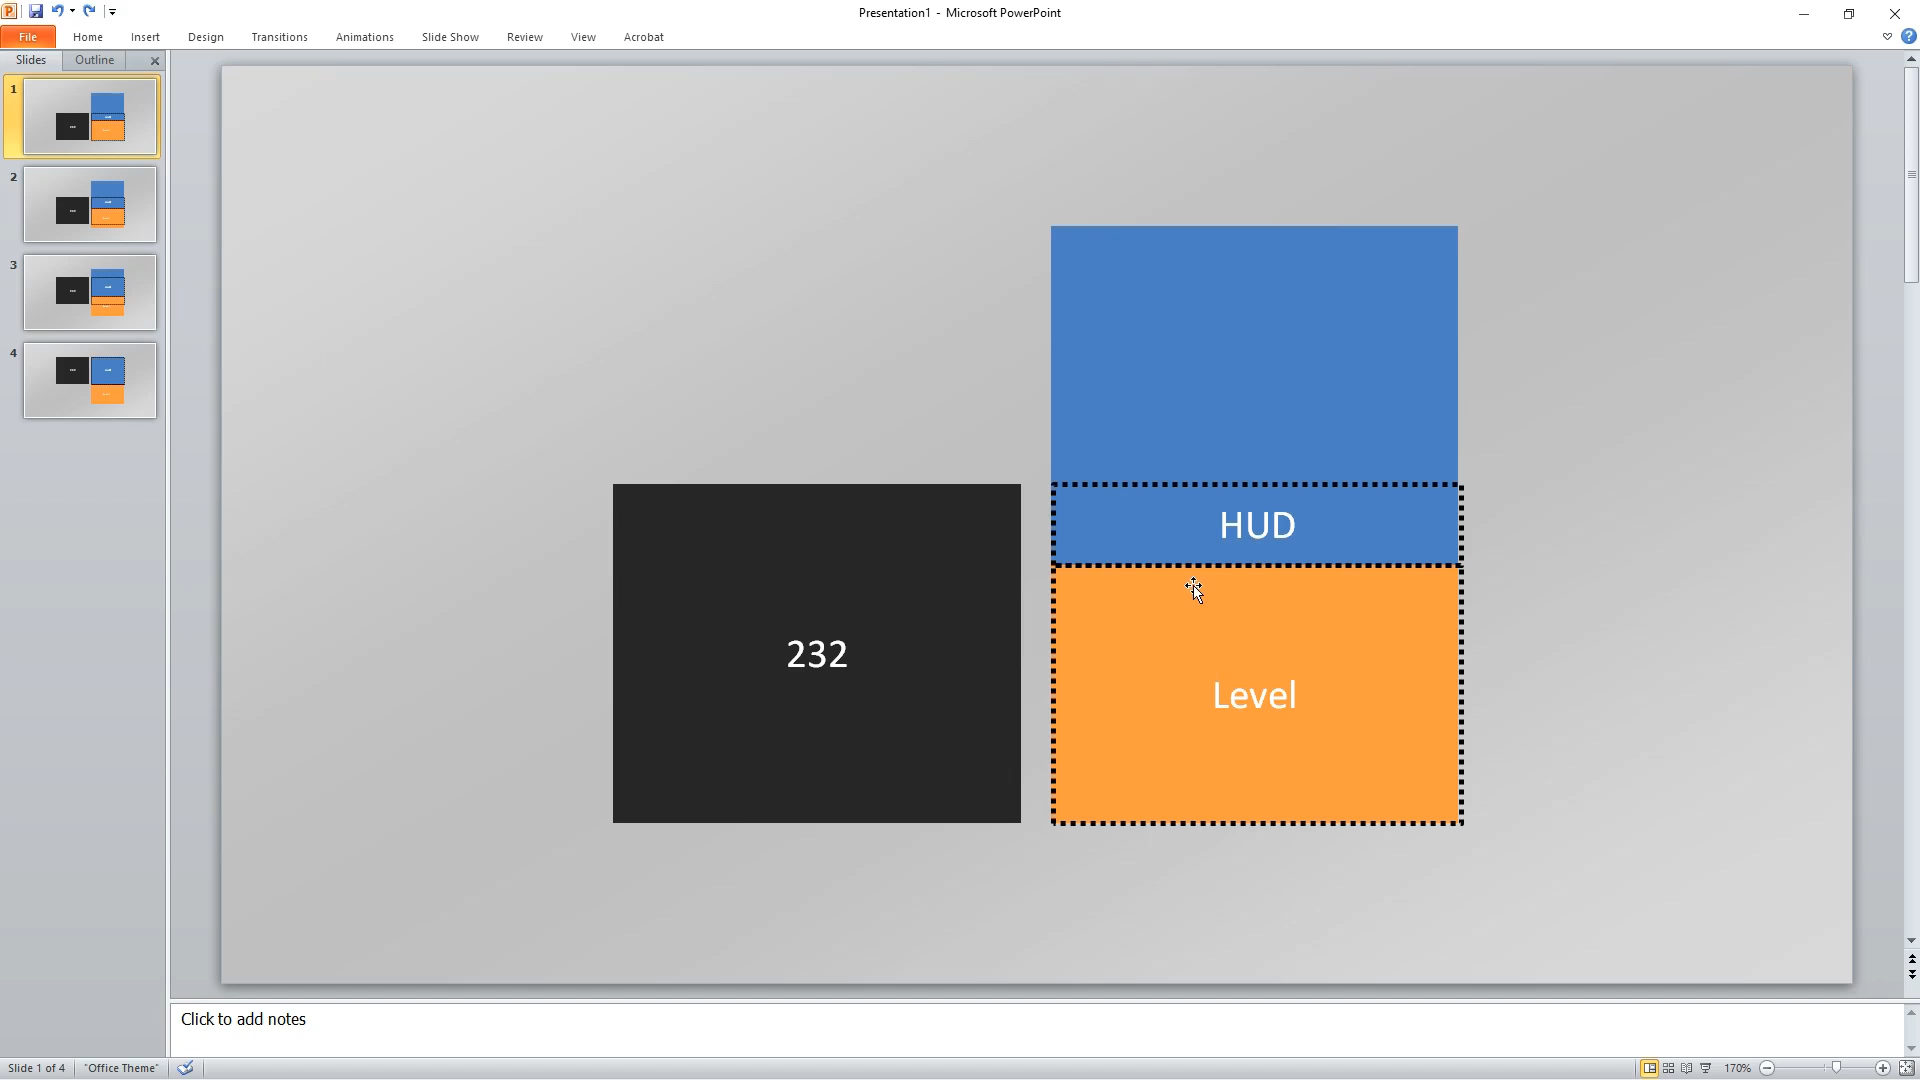 Presentation1 - Microsoft PowerPoint
File Home Insert Design Transitions Animations Slide Show Review View Acrobat
Slides Outline
1
2
3
4
HUD
232
Level
Click to add notes
Slide 1 of 4 "Office Theme" 170%